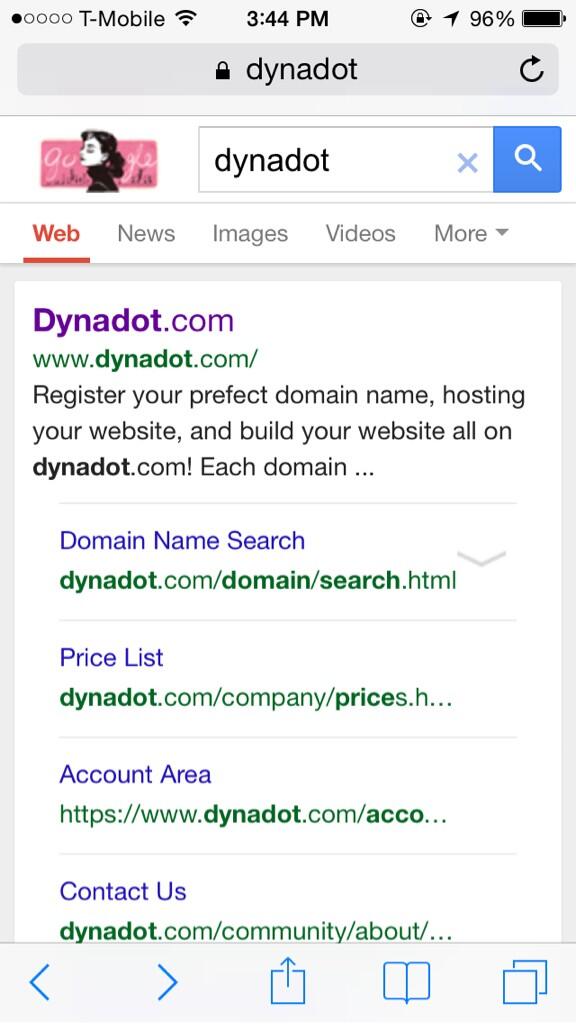 T-Mobile 3:44 PM 96%
dynadot
dynadot
Web News Images Videos More
Dynadot.com
www.dynadot.com/
Register your prefect domain name, hosting
your website, and build your website all on
dynadot.com! Each domain ...
Domain Name Search
dynadot.com/domain/search.html
Price List
dynadot.com/company/prices.h...
Account Area
https://www.dynadot.com/acco...
Contact Us
dynadot.com/community/about/...